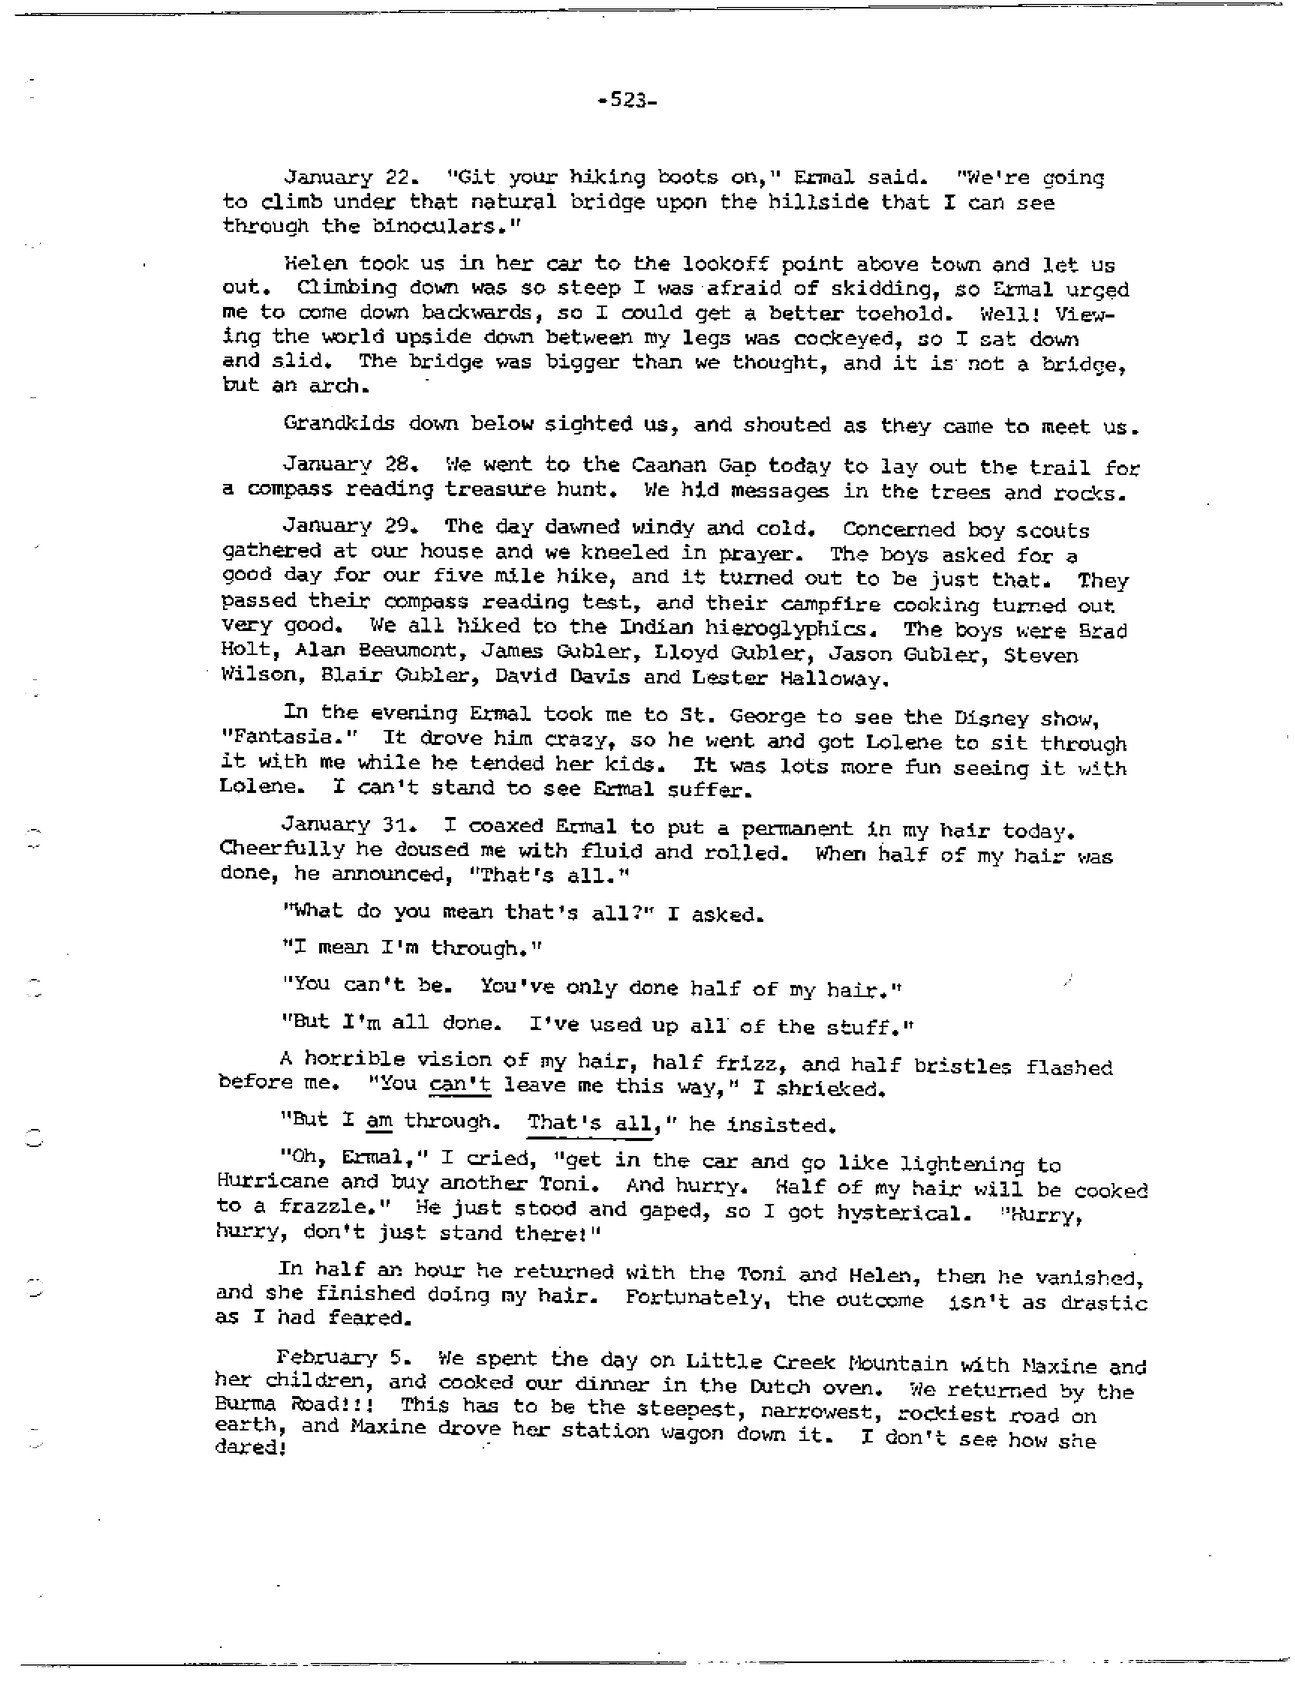 -523-
January 22. "Git your hiking boots on," Ermal said. "We're going
to climb under that natural bridge upon the hillside that I can see
through the binoculars."
Helen took us in her car to the lookoff point above town and let us
out. Climbing down was so steep I was afraid of skidding, so Ermal urged
me to come down backwards, so I could get a better toehold. Well! View-
ing the world upside down between my legs was cockeyed, so I sat down
and slid. The bridge was bigger than we thought, and it is not a bridge,
but an arch.
Grandkids down below sighted us, and shouted as they came to meet us.
January 28. We went to the Caanan Gap today to lay out the trail for
a compass reading treasure hunt. We hid messages in the trees and rocks.
January 29. The day dawned windy and cold. Concerned boy scouts
gathered at our house and we kneeled in prayer. The boys asked for a
good day for our five mile hike, and it turned out to be just that. They
passed their compass reading test, and their campfire cooking turned out
very good. We all hiked to the Indian hieroglyphics. The boys were Brad
Holt, Alan Beaumont, James Gubler, Lloyd Gubler, Jason Gubler, Steven
Wilson, Blair Gubler, David Davis and Lester Halloway.
In the evening Ermal took me to St. George to see the Disney show,
"Fantasia." It drove him crazy, so he went and got Lolene to sit through
it with me while he tended her kids. It was lots more fun seeing it with
Lolene. I can't stand to see Ermal suffer.
January 31. I coaxed Ermal to put a permanent in my hair today.
Cheerfully he doused me with fluid and rolled. When half of my hair was
done, he announced, "That's all."
"What do you mean that's all?" I asked.
"I mean I'm through."
"You can't be. You've only done half of my hair."
"But I'm all done. I've used up all of the stuff."
A horrible vision of my hair, half frizz, and half bristles flashed
before me. "You can't leave me this way," I shrieked.
"But I am through. That's all," he insisted.
"Oh, Ermal," I cried, "get in the car and go like lightening to
Hurricane and buy another Toni. And hurry. Half of my hair will be cooked
to a frazzle." He just stood and gaped, so I got hysterical. "Hurry,
hurry, don't just stand there!"
In half an hour he returned with the Toni and Helen, then he vanished,
and she finished doing my hair. Fortunately, the outcome isn't as drastic
as I had feared.
February 5. We spent the day on Little Creek Mountain with Maxine and
her children, and cooked our dinner in the Dutch oven. We returned by the
Burma Road!!! This has to be the steepest, narrowest, rockiest road on
earth, and Maxine drove her station wagon down it. I don't see how she
dared!